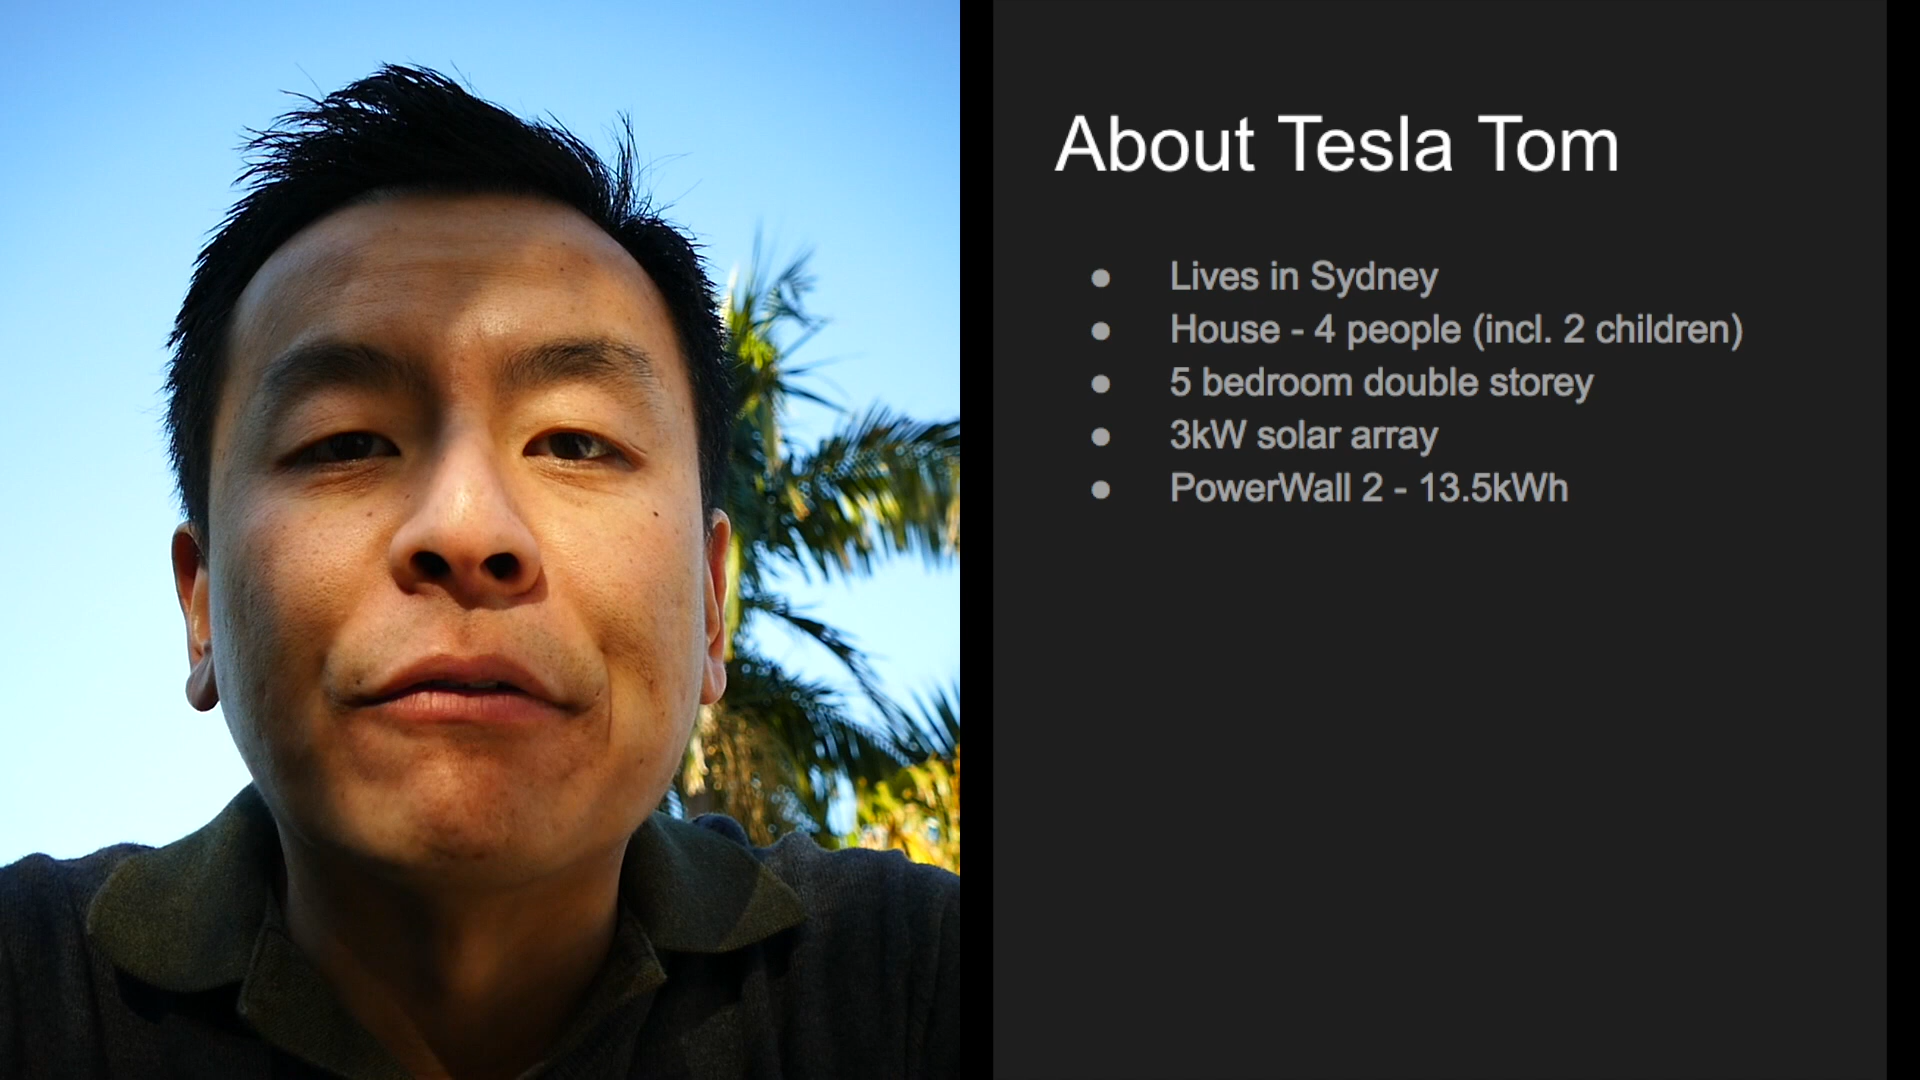 About Tesla Tom
● Lives in Sydney
● House - 4 people (incl. 2 children)
● 5 bedroom double storey
● 3kW solar array
● PowerWall 2 - 13.5kWh